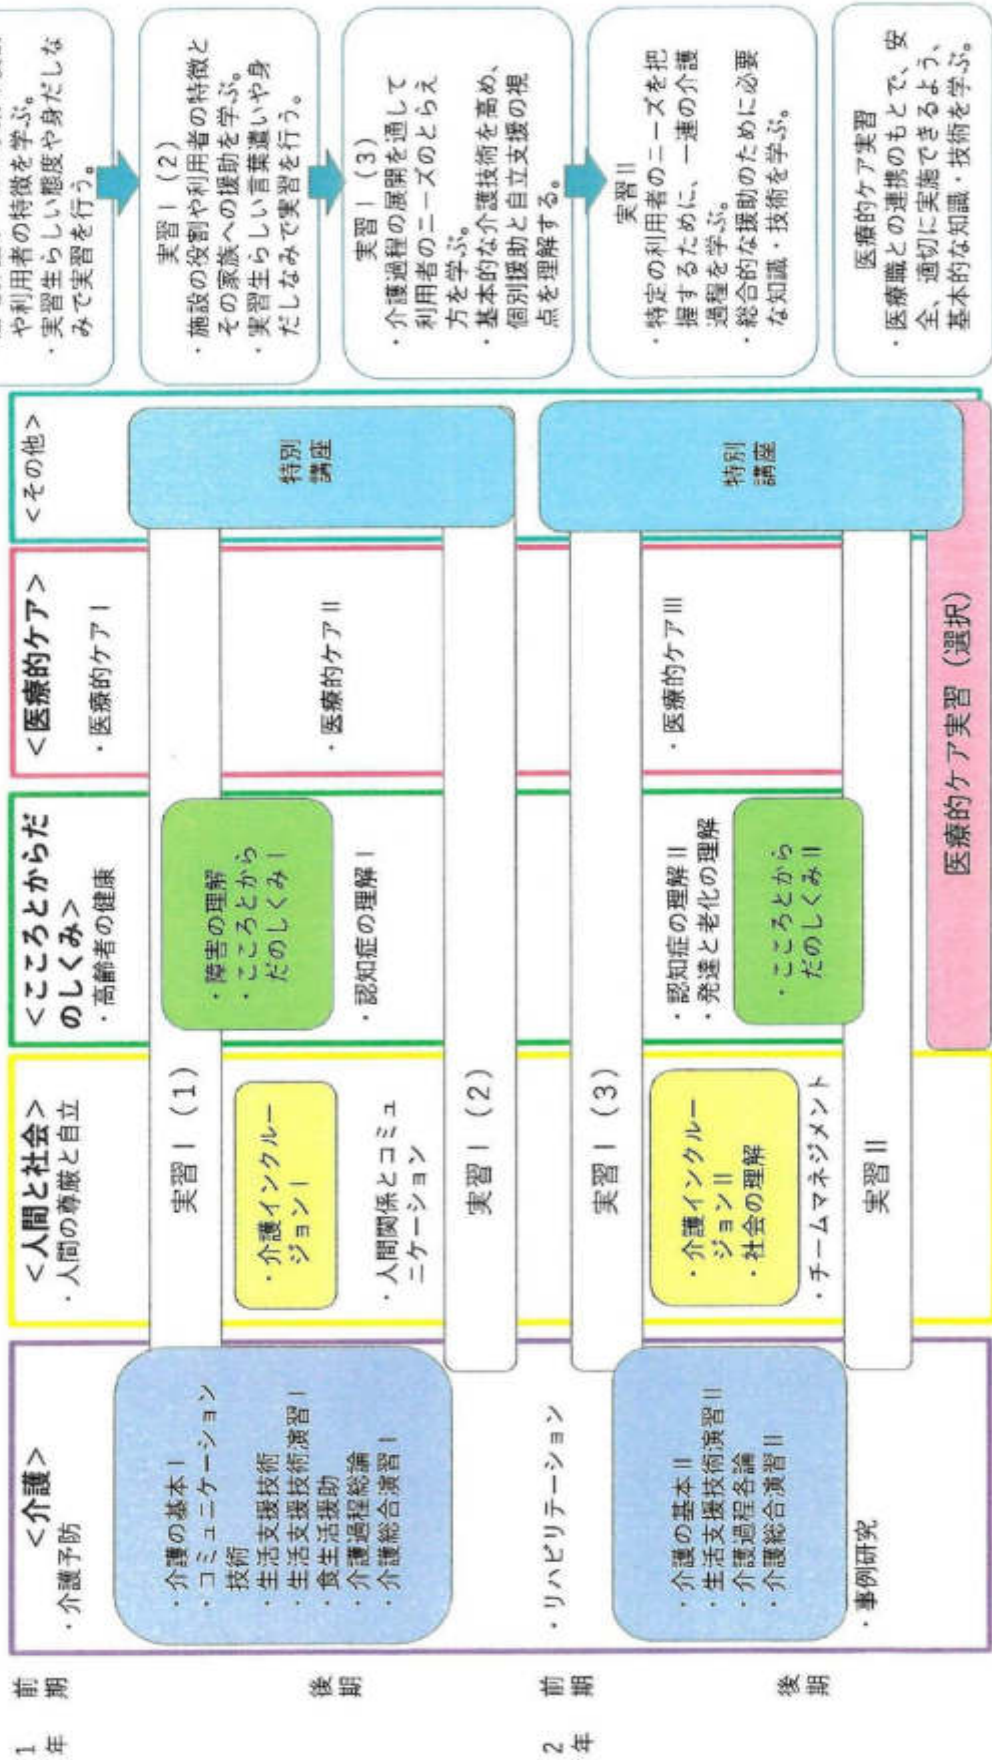 1
年
前
期
後
期
2
年
前
期
後
期
<介護>
・介護予防
・介護の基本Ⅰ
・コミュニケーション
技術
・生活支援技術
・生活支援技術演習Ⅰ
・食生活援助
・介護過程総論
・介護総合演習Ⅰ
・リハビリテーション
・介護の基本Ⅱ
・生活支援技術演習Ⅱ
・介護過程各論
・介護総合演習Ⅱ
・事例研究
<人間と社会>
・人間の尊厳と自立
実習Ⅰ(1)
・介護インクルー
ジョンⅠ
・人間関係とコミュ
ニケーション
実習Ⅰ(2)
実習Ⅰ(3)
・介護インクルー
ジョンⅡ
・社会の理解
・チームマネジメント
実習Ⅱ
<こころとからだ
のしくみ>
・高齢者の健康
・障害の理解
・こころとから
だのしくみⅠ
・認知症の理解Ⅰ
・認知症の理解Ⅱ
・発達と老化の理解
・こころとから
だのしくみⅡ
<医療的ケア>
・医療的ケアⅠ
・医療的ケアⅡ
・医療的ケアⅢ
医療的ケア実習(選択)
<その他>
特別
講座
特別
講座
や利用者の特徴を学ぶ。
・実習生らしい態度や身だしな
みで実習を行う。
実習Ⅰ(2)
・施設の役割や利用者の特徴と
その家族への援助を学ぶ。
・実習生らしい言葉遣いや身
だしなみで実習を行う。
実習Ⅰ(3)
・介護過程の展開を通して
利用者のニーズのとらえ
方を学ぶ。
・基本的な介護技術を高め、
個別援助と自立支援の視
点を理解する。
実習Ⅱ
・特定の利用者のニーズを把
握するために、一連の介護
過程を学ぶ。
・総合的な援助のために必要
な知識・技術を学ぶ。
医療的ケア実習
・医療職との連携のもとで、安
全、適切に実施できるよう、
基本的な知識・技術を学ぶ。